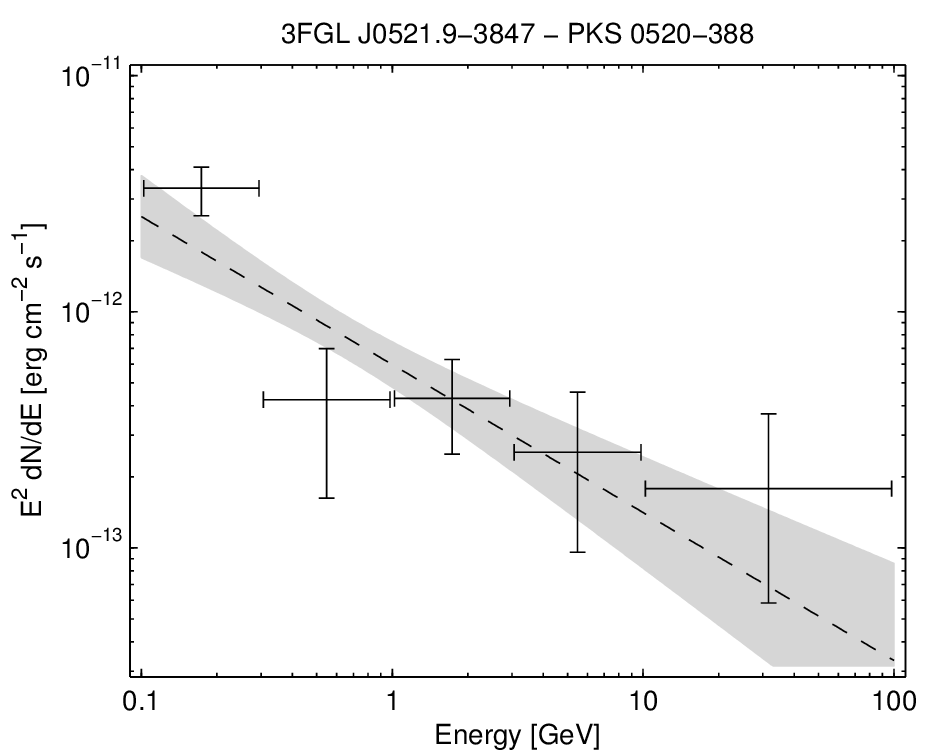 3FGL J0521.9−3847 − PKS 0520−388
E² dN/dE [erg cm⁻² s⁻¹]
10⁻¹¹
10⁻¹²
10⁻¹³
0.1 1 10 100
Energy [GeV]